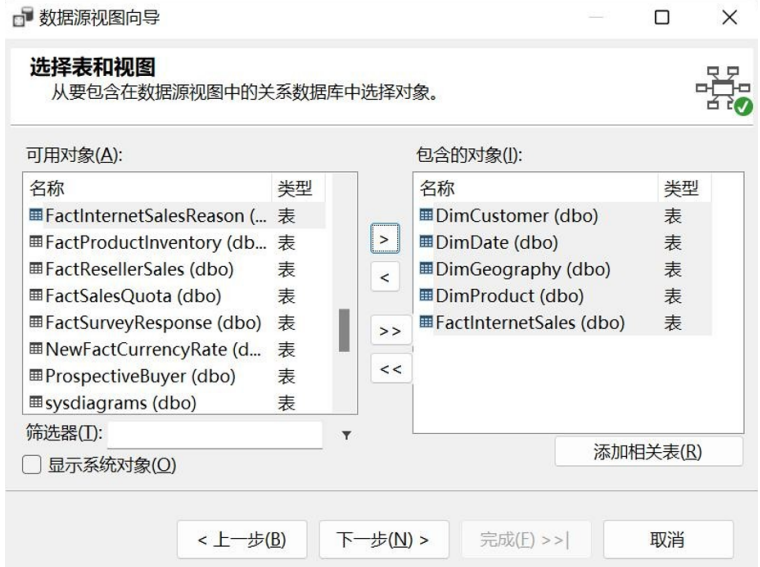 数据源视图向导
选择表和视图
从要包含在数据源视图中的关系数据库中选择对象。
可用对象(A):
名称 类型
FactInternetSalesReason (... 表
FactProductInventory (db... 表
FactResellerSales (dbo) 表
FactSalesQuota (dbo) 表
FactSurveyResponse (dbo) 表
NewFactCurrencyRate (d... 表
ProspectiveBuyer (dbo) 表
sysdiagrams (dbo) 表
筛选器(T):
显示系统对象(O)
>
<
>>
<<
包含的对象(I):
名称 类型
DimCustomer (dbo) 表
DimDate (dbo) 表
DimGeography (dbo) 表
DimProduct (dbo) 表
FactInternetSales (dbo) 表
添加相关表(R)
< 上一步(B) 下一步(N) > 完成(F) >>| 取消